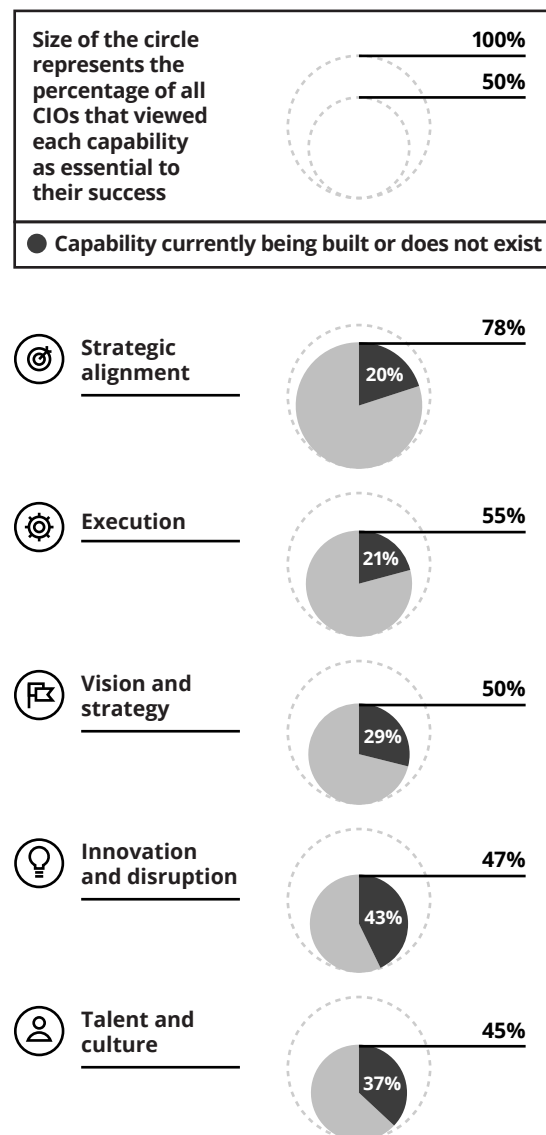 Size of the circle
represents the
percentage of all
CIOs that viewed
each capability
as essential to
their success
100%
50%
Capability currently being built or does not exist
Strategic
alignment
78%
20%
Execution
55%
21%
Vision and
strategy
50%
29%
Innovation
and disruption
47%
43%
Talent and
culture
45%
37%